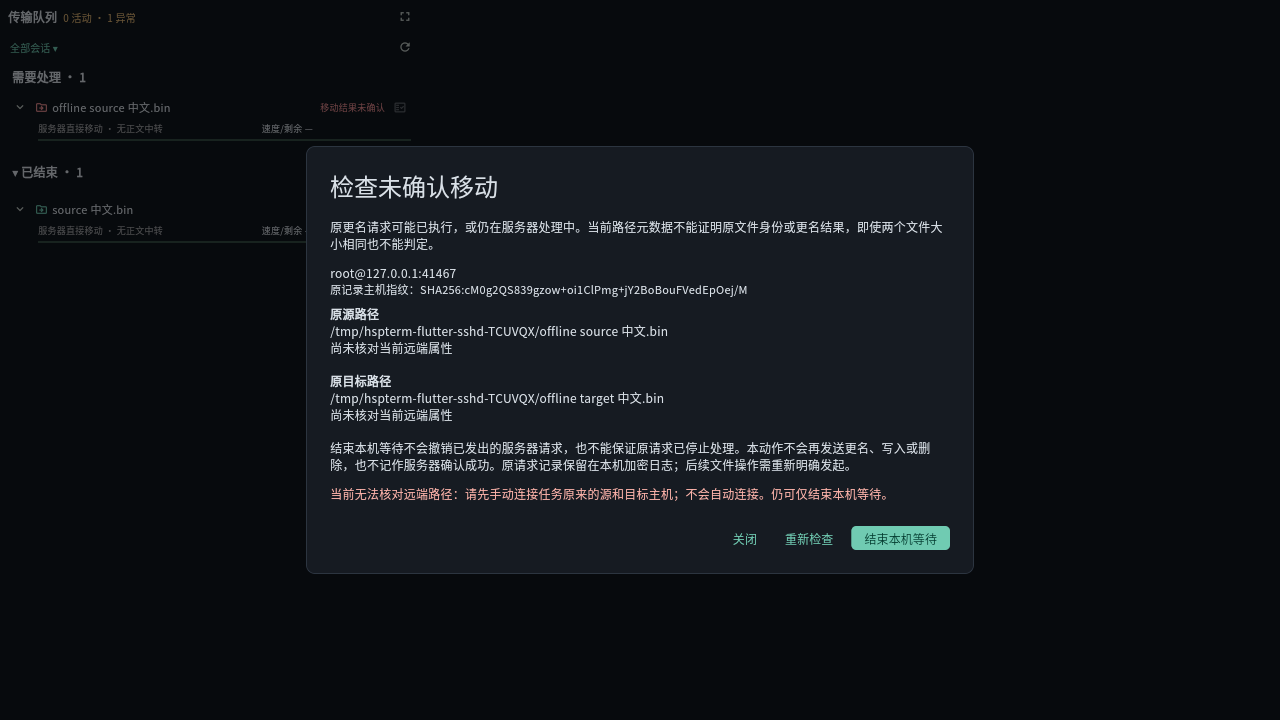 传输队列 0 活动 · 1 异常
全部会话 ▾
需要处理 · 1
offline source 中文.bin 移动结果未确认
服务器直接移动 · 无正文中转 速度/剩余 —
▾ 已结束 · 1
source 中文.bin
服务器直接移动 · 无正文中转 速度/剩余
检查未确认移动
原更名请求可能已执行，或仍在服务器处理中。当前路径元数据不能证明原文件身份或更名结果，即使两个文件大
小相同也不能判定。
root@127.0.0.1:41467
原记录主机指纹：SHA256:cM0g2QS839gzow+oi1ClPmg+jY2BoBouFVedEpOej/M
原源路径
/tmp/hspterm-flutter-sshd-TCUVQX/offline source 中文.bin
尚未核对当前远端属性
原目标路径
/tmp/hspterm-flutter-sshd-TCUVQX/offline target 中文.bin
尚未核对当前远端属性
结束本机等待不会撤销已发出的服务器请求，也不能保证原请求已停止处理。本动作不会再发送更名、写入或删
除，也不记作服务器确认成功。原请求记录保留在本机加密日志；后续文件操作需重新明确发起。
当前无法核对远端路径：请先手动连接任务原来的源和目标主机；不会自动连接。仍可仅结束本机等待。
关闭 重新检查 结束本机等待